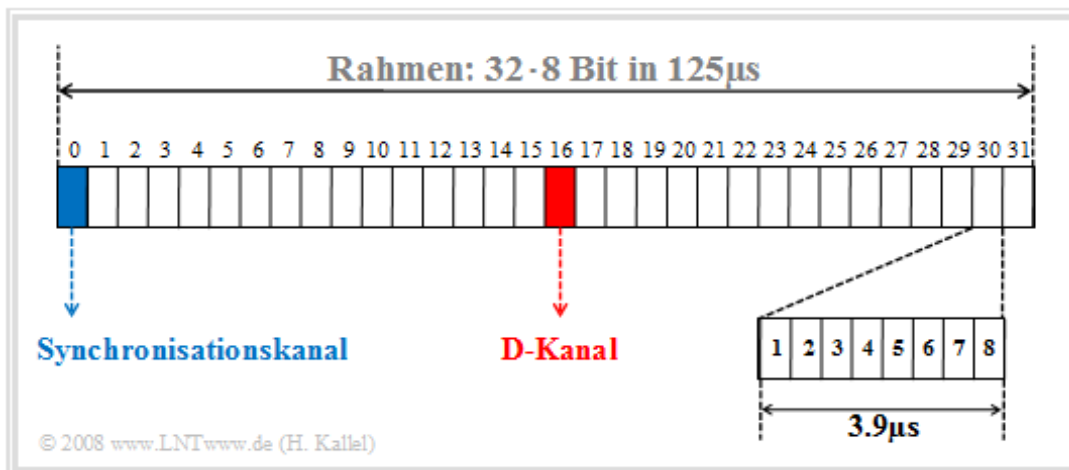 Rahmen: 32·8 Bit in 125µs
0 1 2 3 4 5 6 7 8 9 10 11 12 13 14 15 16 17 18 19 20 21 22 23 24 25 26 27 28 29 30 31
Synchronisationskanal D-Kanal
1 2 3 4 5 6 7 8
3.9µs
© 2008 www.LNTwww.de (H. Kallel)